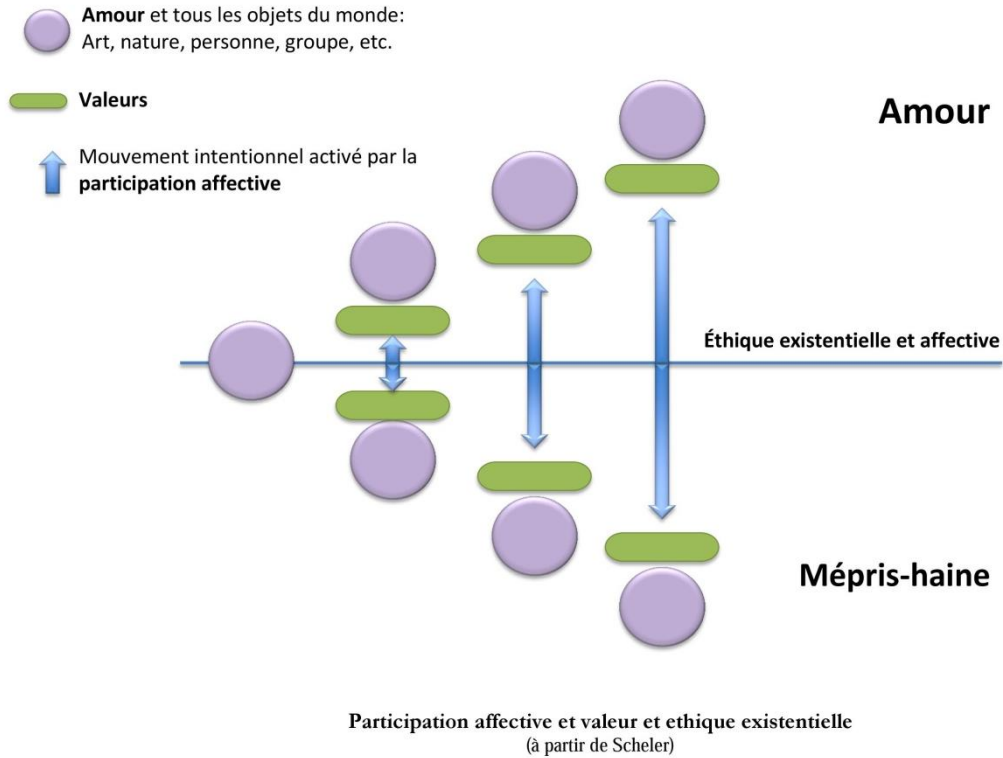 Amour et tous les objets du monde:
Art, nature, personne, groupe, etc.
Valeurs
Mouvement intentionnel activé par la
participation affective
Amour
Éthique existentielle et affective
Mépris-haine
Participation affective et valeur et ethique existentielle
(à partir de Scheler)